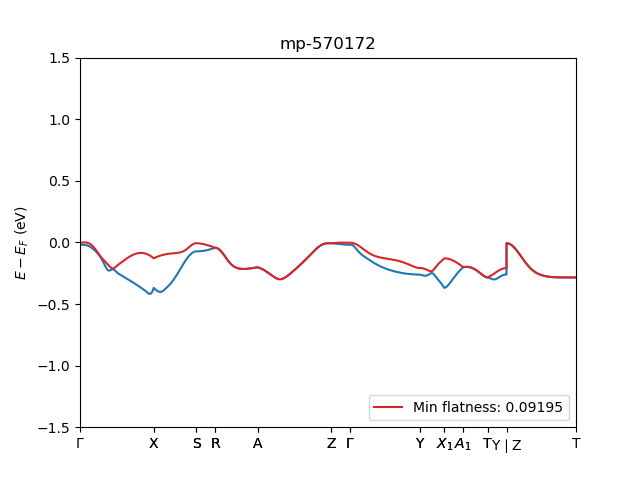 mp-570172
1.5
1.0
0.5
0.0
−0.5
−1.0
−1.5
E − E_F (eV)
Min flatness: 0.09195
Γ X S R A Z Γ Y X₁ A₁ T Y | Z T